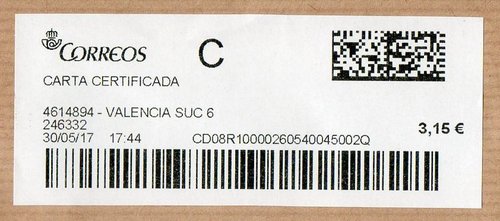 CORREOS
C
CARTA CERTIFICADA
4614894 - VALENCIA SUC 6
246332
3,15 €
30/05/17 17:44 CD08R10000260540045002Q